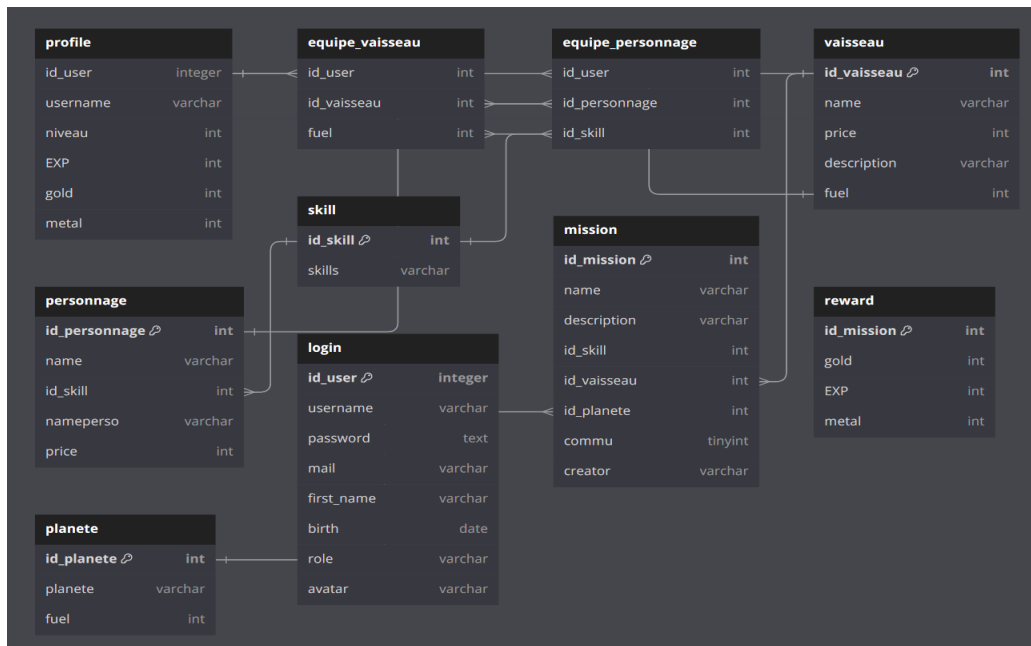 profile
id_user integer
username varchar
niveau int
EXP int
gold int
metal int
equipe_vaisseau
id_user int
id_vaisseau int
fuel int
equipe_personnage
id_user int
id_personnage int
id_skill int
vaisseau
id_vaisseau int
name varchar
price int
description varchar
fuel int
skill
id_skill int
skills varchar
mission
id_mission int
name varchar
description varchar
id_skill int
id_vaisseau int
id_planete int
commu tinyint
creator varchar
personnage
id_personnage int
name varchar
id_skill int
nameperso varchar
price int
reward
id_mission int
gold int
EXP int
metal int
login
id_user integer
username varchar
password text
mail varchar
first_name varchar
birth date
role varchar
avatar varchar
planete
id_planete int
planete varchar
fuel int